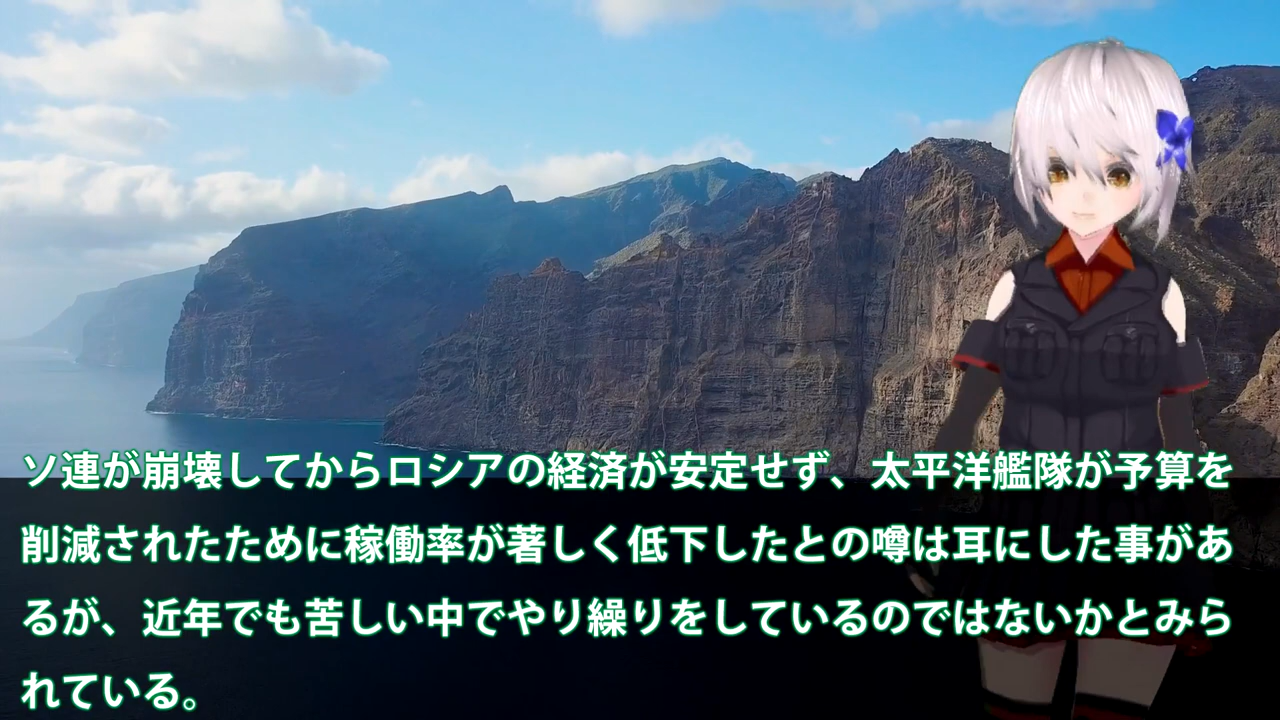 ソ連が崩壊してからロシアの経済が安定せず、太平洋艦隊が予算を
削減されたために稼働率が著しく低下したとの噂は耳にした事があ
るが、近年でも苦しい中でやり繰りをしているのではないかとみら
れている。